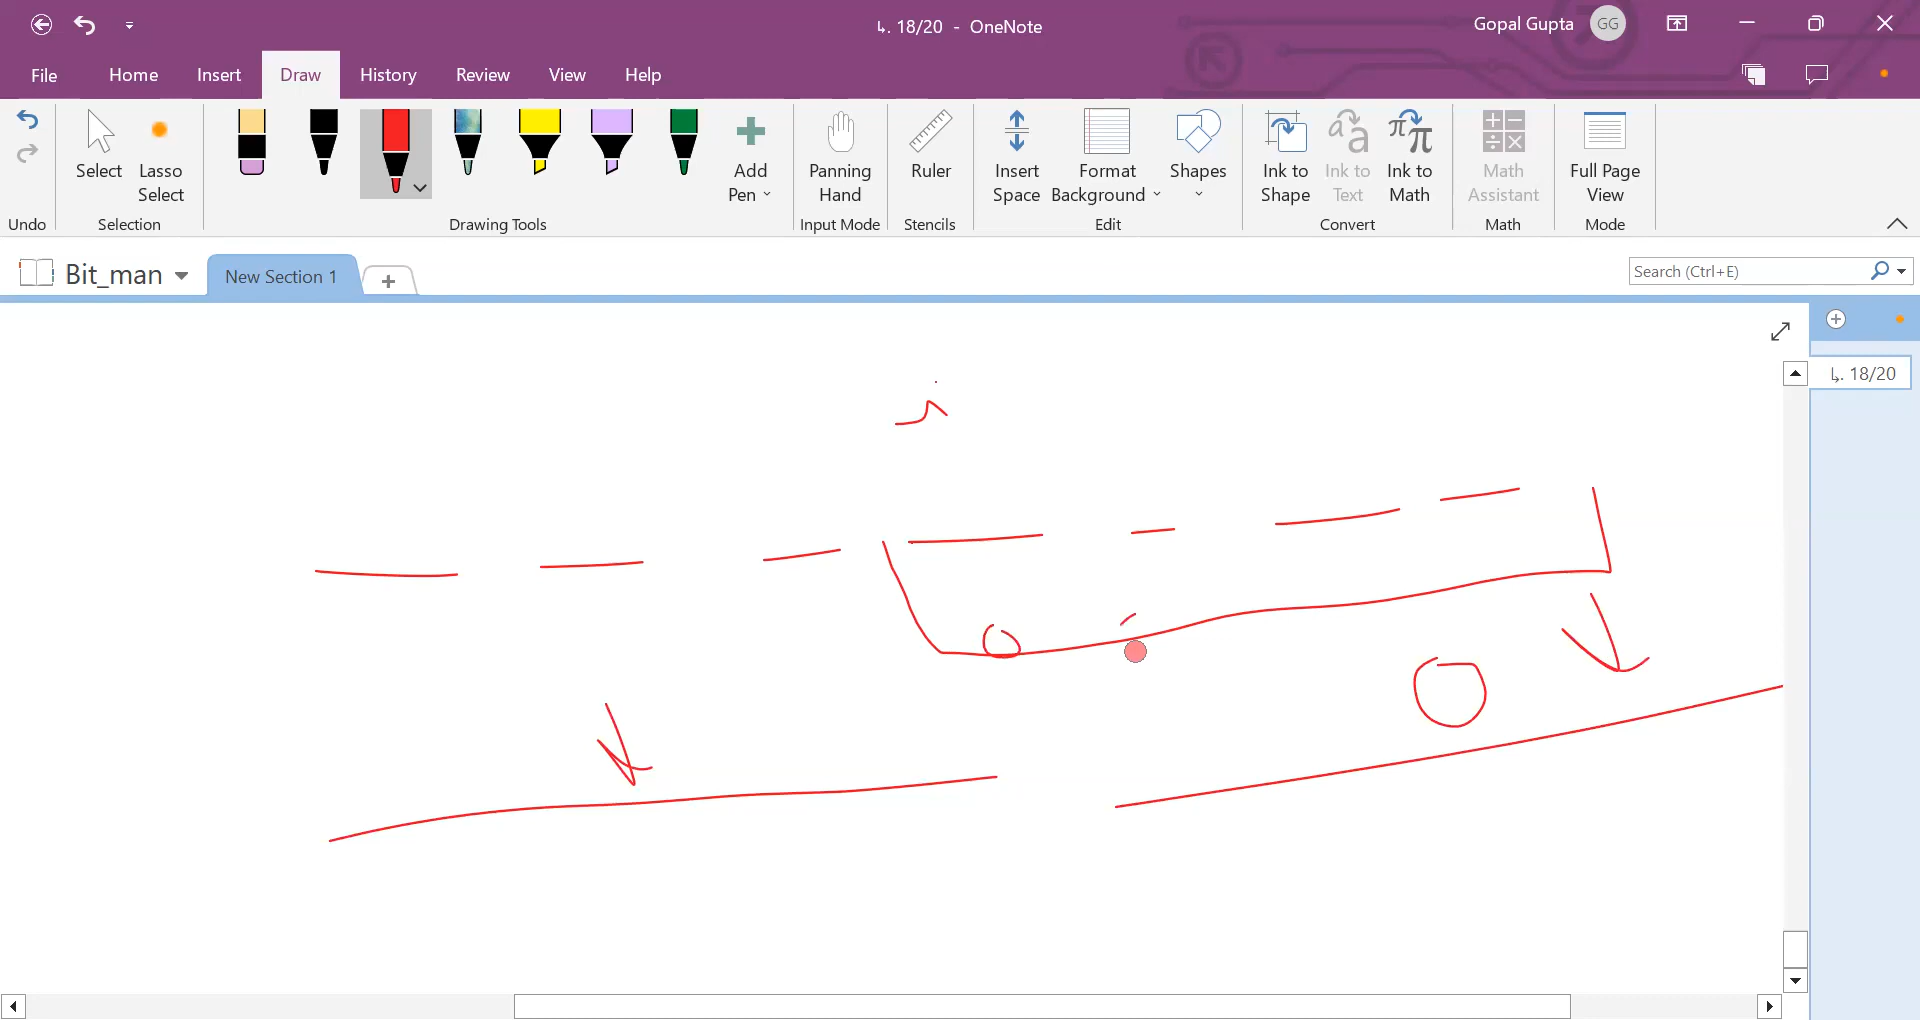 ↳. 18/20 - OneNote
Gopal Gupta GG
File Home Insert Draw History Review View Help
Select
Lasso Select
Add Pen
Panning Hand
Ruler
Insert Space
Format Background
Shapes
Ink to Shape
Ink to Text
Ink to Math
Math Assistant
Full Page View
Undo Selection Drawing Tools Input Mode Stencils Edit Convert Math Mode
Bit_man New Section 1 +
Search (Ctrl+E)
↳. 18/20